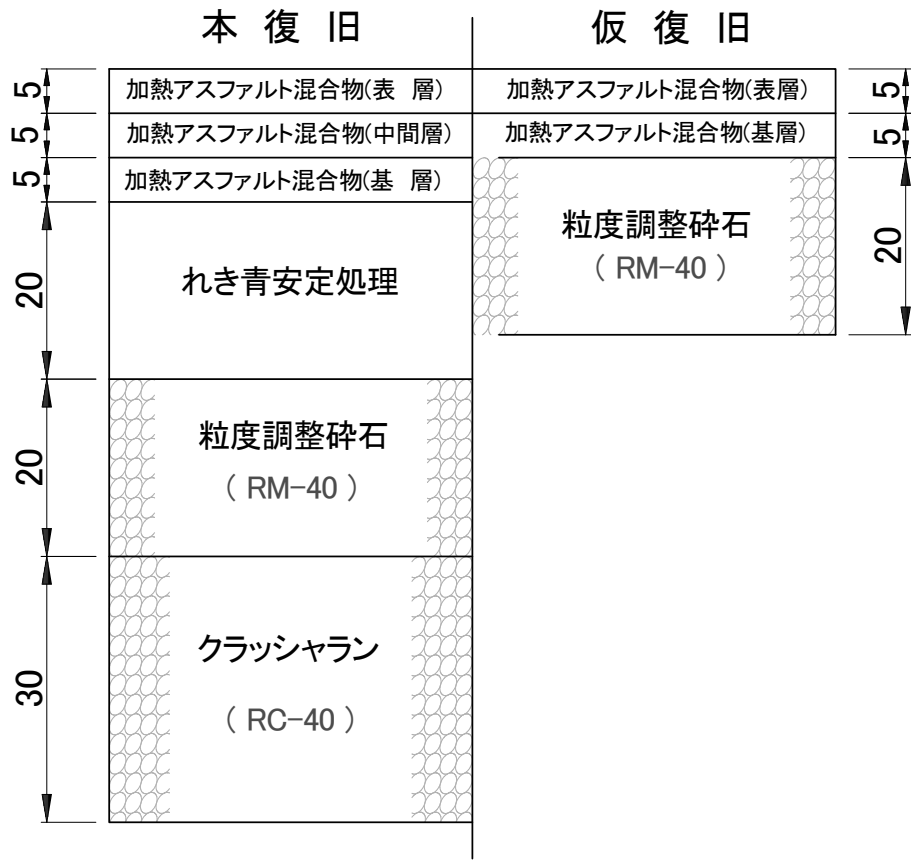 本 復 旧
仮 復 旧
5
加熱アスファルト混合物(表 層)
加熱アスファルト混合物(表層)
5
5
加熱アスファルト混合物(中間層)
加熱アスファルト混合物(基層)
5
5
加熱アスファルト混合物(基 層)
粒度調整砕石
( RM-40 )
20
20
れき青安定処理
20
粒度調整砕石
( RM-40 )
30
クラッシャラン
( RC-40 )